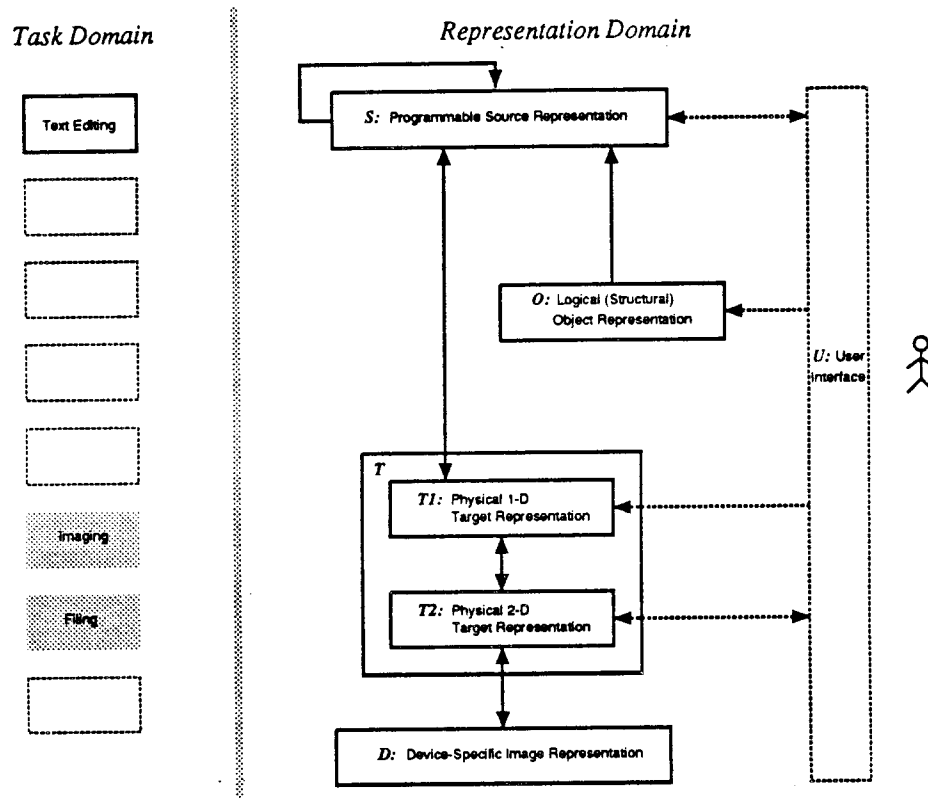 Task Domain
Representation Domain
Text Editing
S: Programmable Source Representation
O: Logical (Structural)
Object Representation
U: User
Interface
T
T1: Physical 1-D
Target Representation
Imaging
T2: Physical 2-D
Target Representation
Filing
D: Device-Specific Image Representation